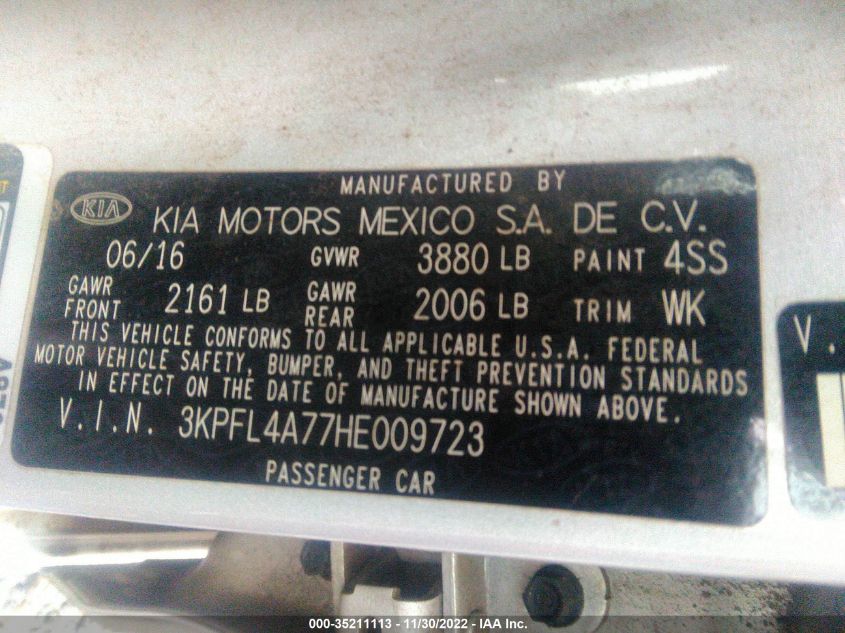 MANUFACTURED BY
KIA KIA MOTORS MEXICO S.A. DE C.V.
06/16 GVWR 3880 LB PAINT 4SS
GAWR FRONT 2161 LB GAWR REAR 2006 LB TRIM WK
THIS VEHICLE CONFORMS TO ALL APPLICABLE U.S.A. FEDERAL
MOTOR VEHICLE SAFETY, BUMPER, AND THEFT PREVENTION STANDARDS
IN EFFECT ON THE DATE OF MANUFACTURE SHOWN ABOVE.
V.I.N. 3KPFL4A77HE009723
PASSENGER CAR
V.
000-35211113 - 11/30/2022 - IAA Inc.